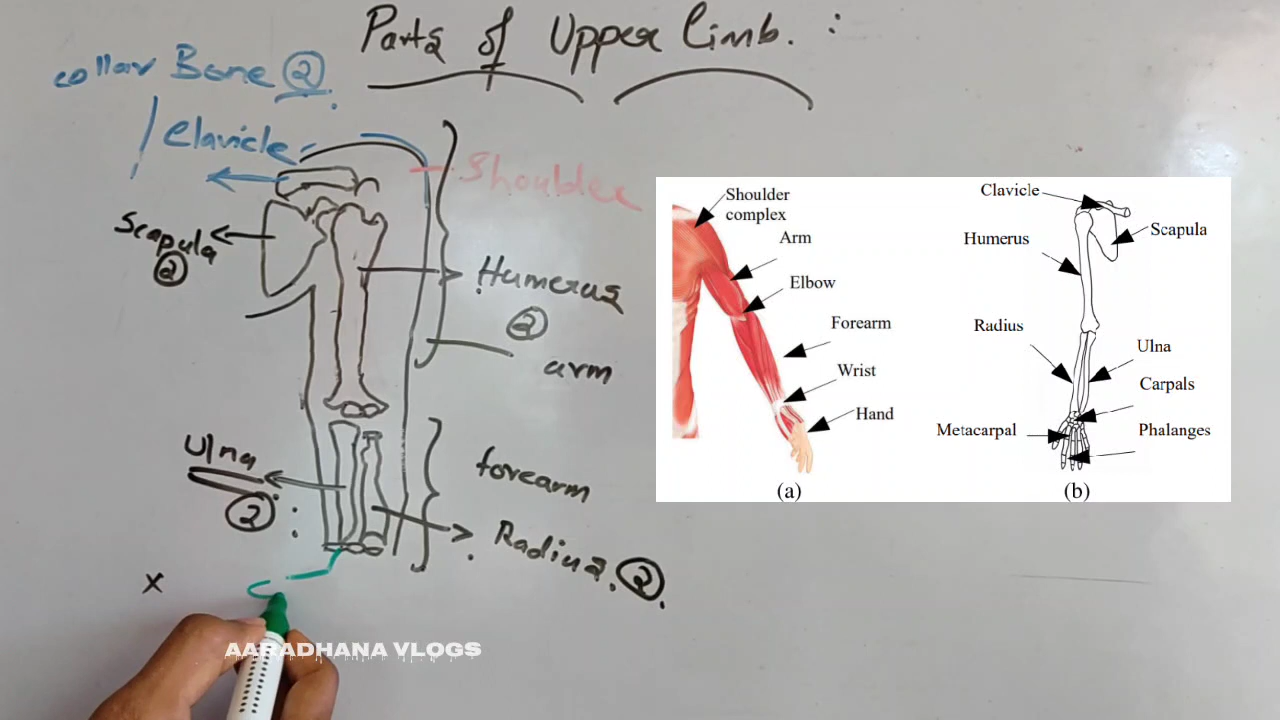 Parts of Upper limb. :
collar Bone ②.
/ Clavicle
Shoulder
Scapula
②
Humerus
②
arm
Ulna
② :
forearm
Radius. ②.
x
AARADHANA VLOGS
Shoulder
complex
Arm
Elbow
Forearm
Wrist
Hand
(a)
Clavicle
Scapula
Humerus
Radius
Ulna
Carpals
Metacarpal
Phalanges
(b)